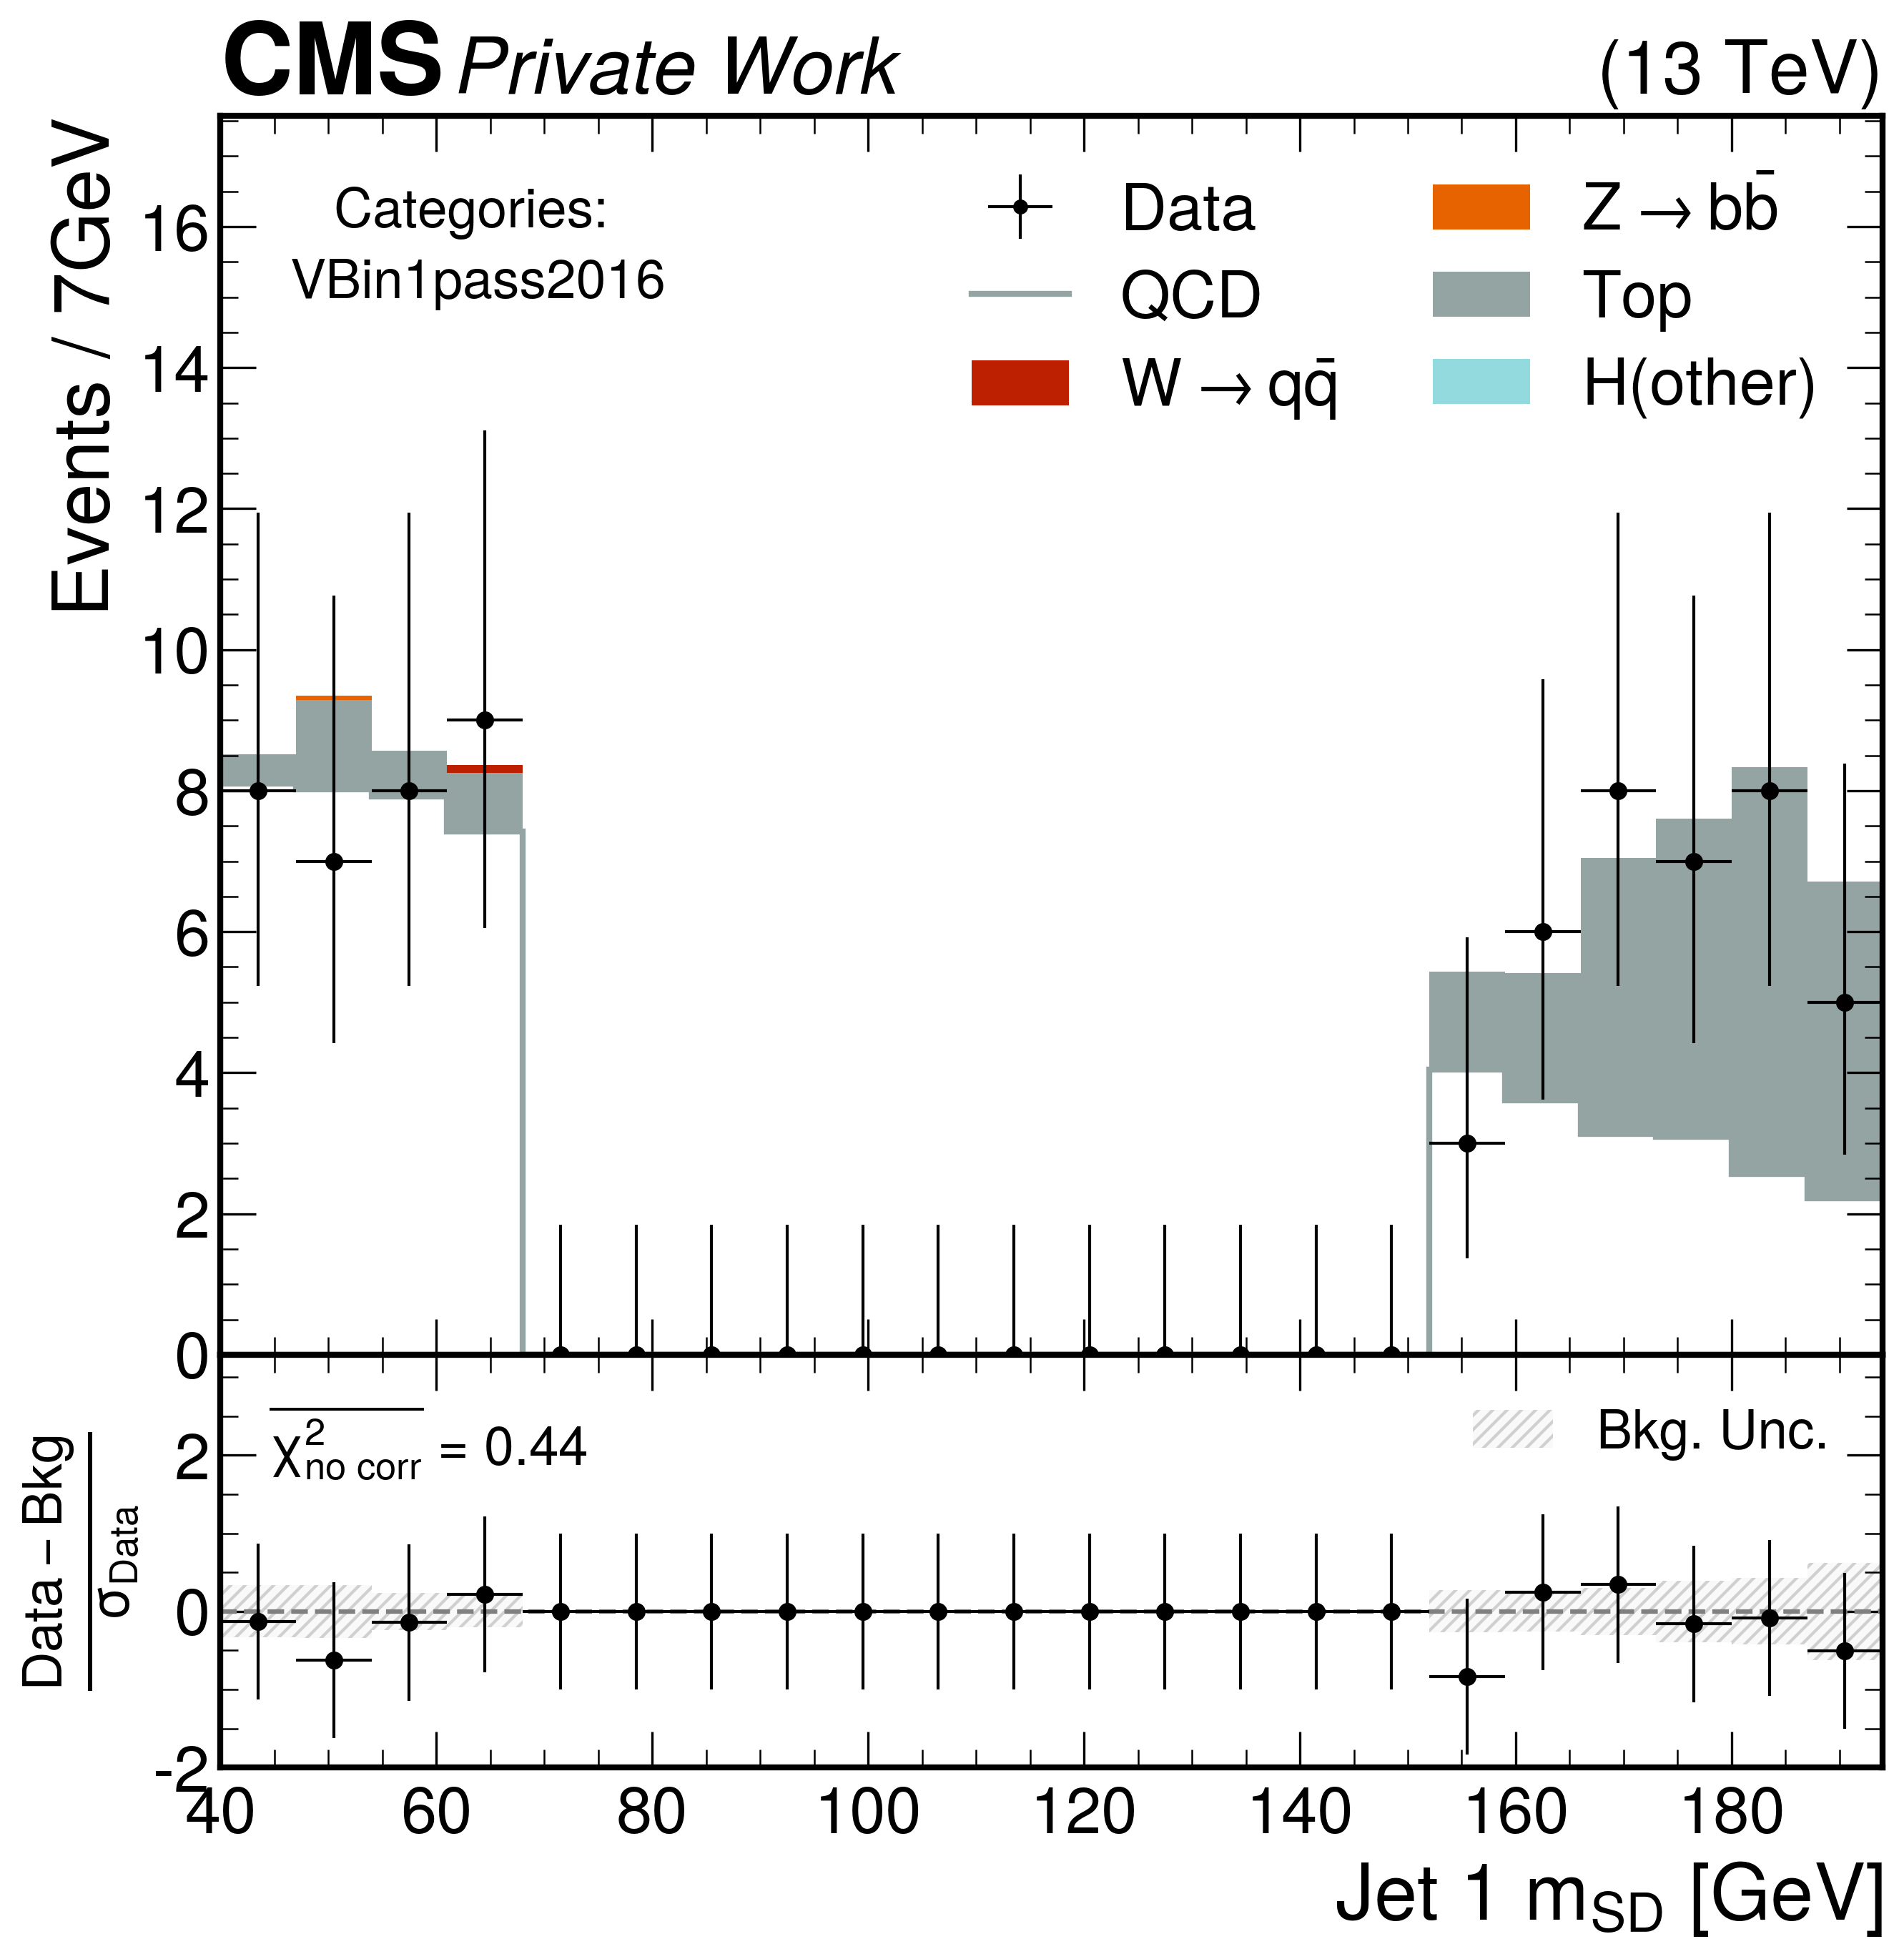 CMS Private Work (13 TeV)
Events / 7GeV
Categories:
VBin1pass2016
Data
QCD
W → qq̄
Z → bb̄
Top
H(other)
16
14
12
10
8
6
4
2
0
χ²no corr = 0.44
Bkg. Unc.
Data − Bkg
σData
2
0
-2
40 60 80 100 120 140 160 180
Jet 1 mSD [GeV]